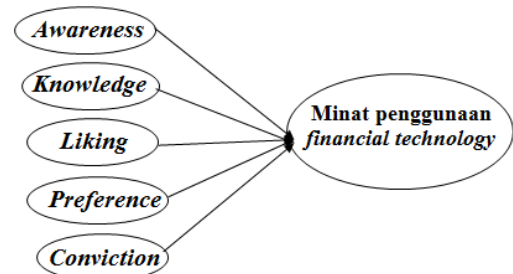 Awareness
Knowledge
Liking
Preference
Conviction
Minat penggunaan
financial technology